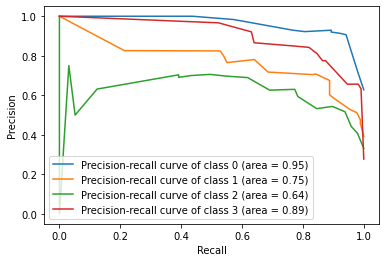 1.0
0.8
0.6
0.4
0.2
0.0
Precision
Precision-recall curve of class 0 (area = 0.95)
Precision-recall curve of class 1 (area = 0.75)
Precision-recall curve of class 2 (area = 0.64)
Precision-recall curve of class 3 (area = 0.89)
0.0 0.2 0.4 0.6 0.8 1.0
Recall